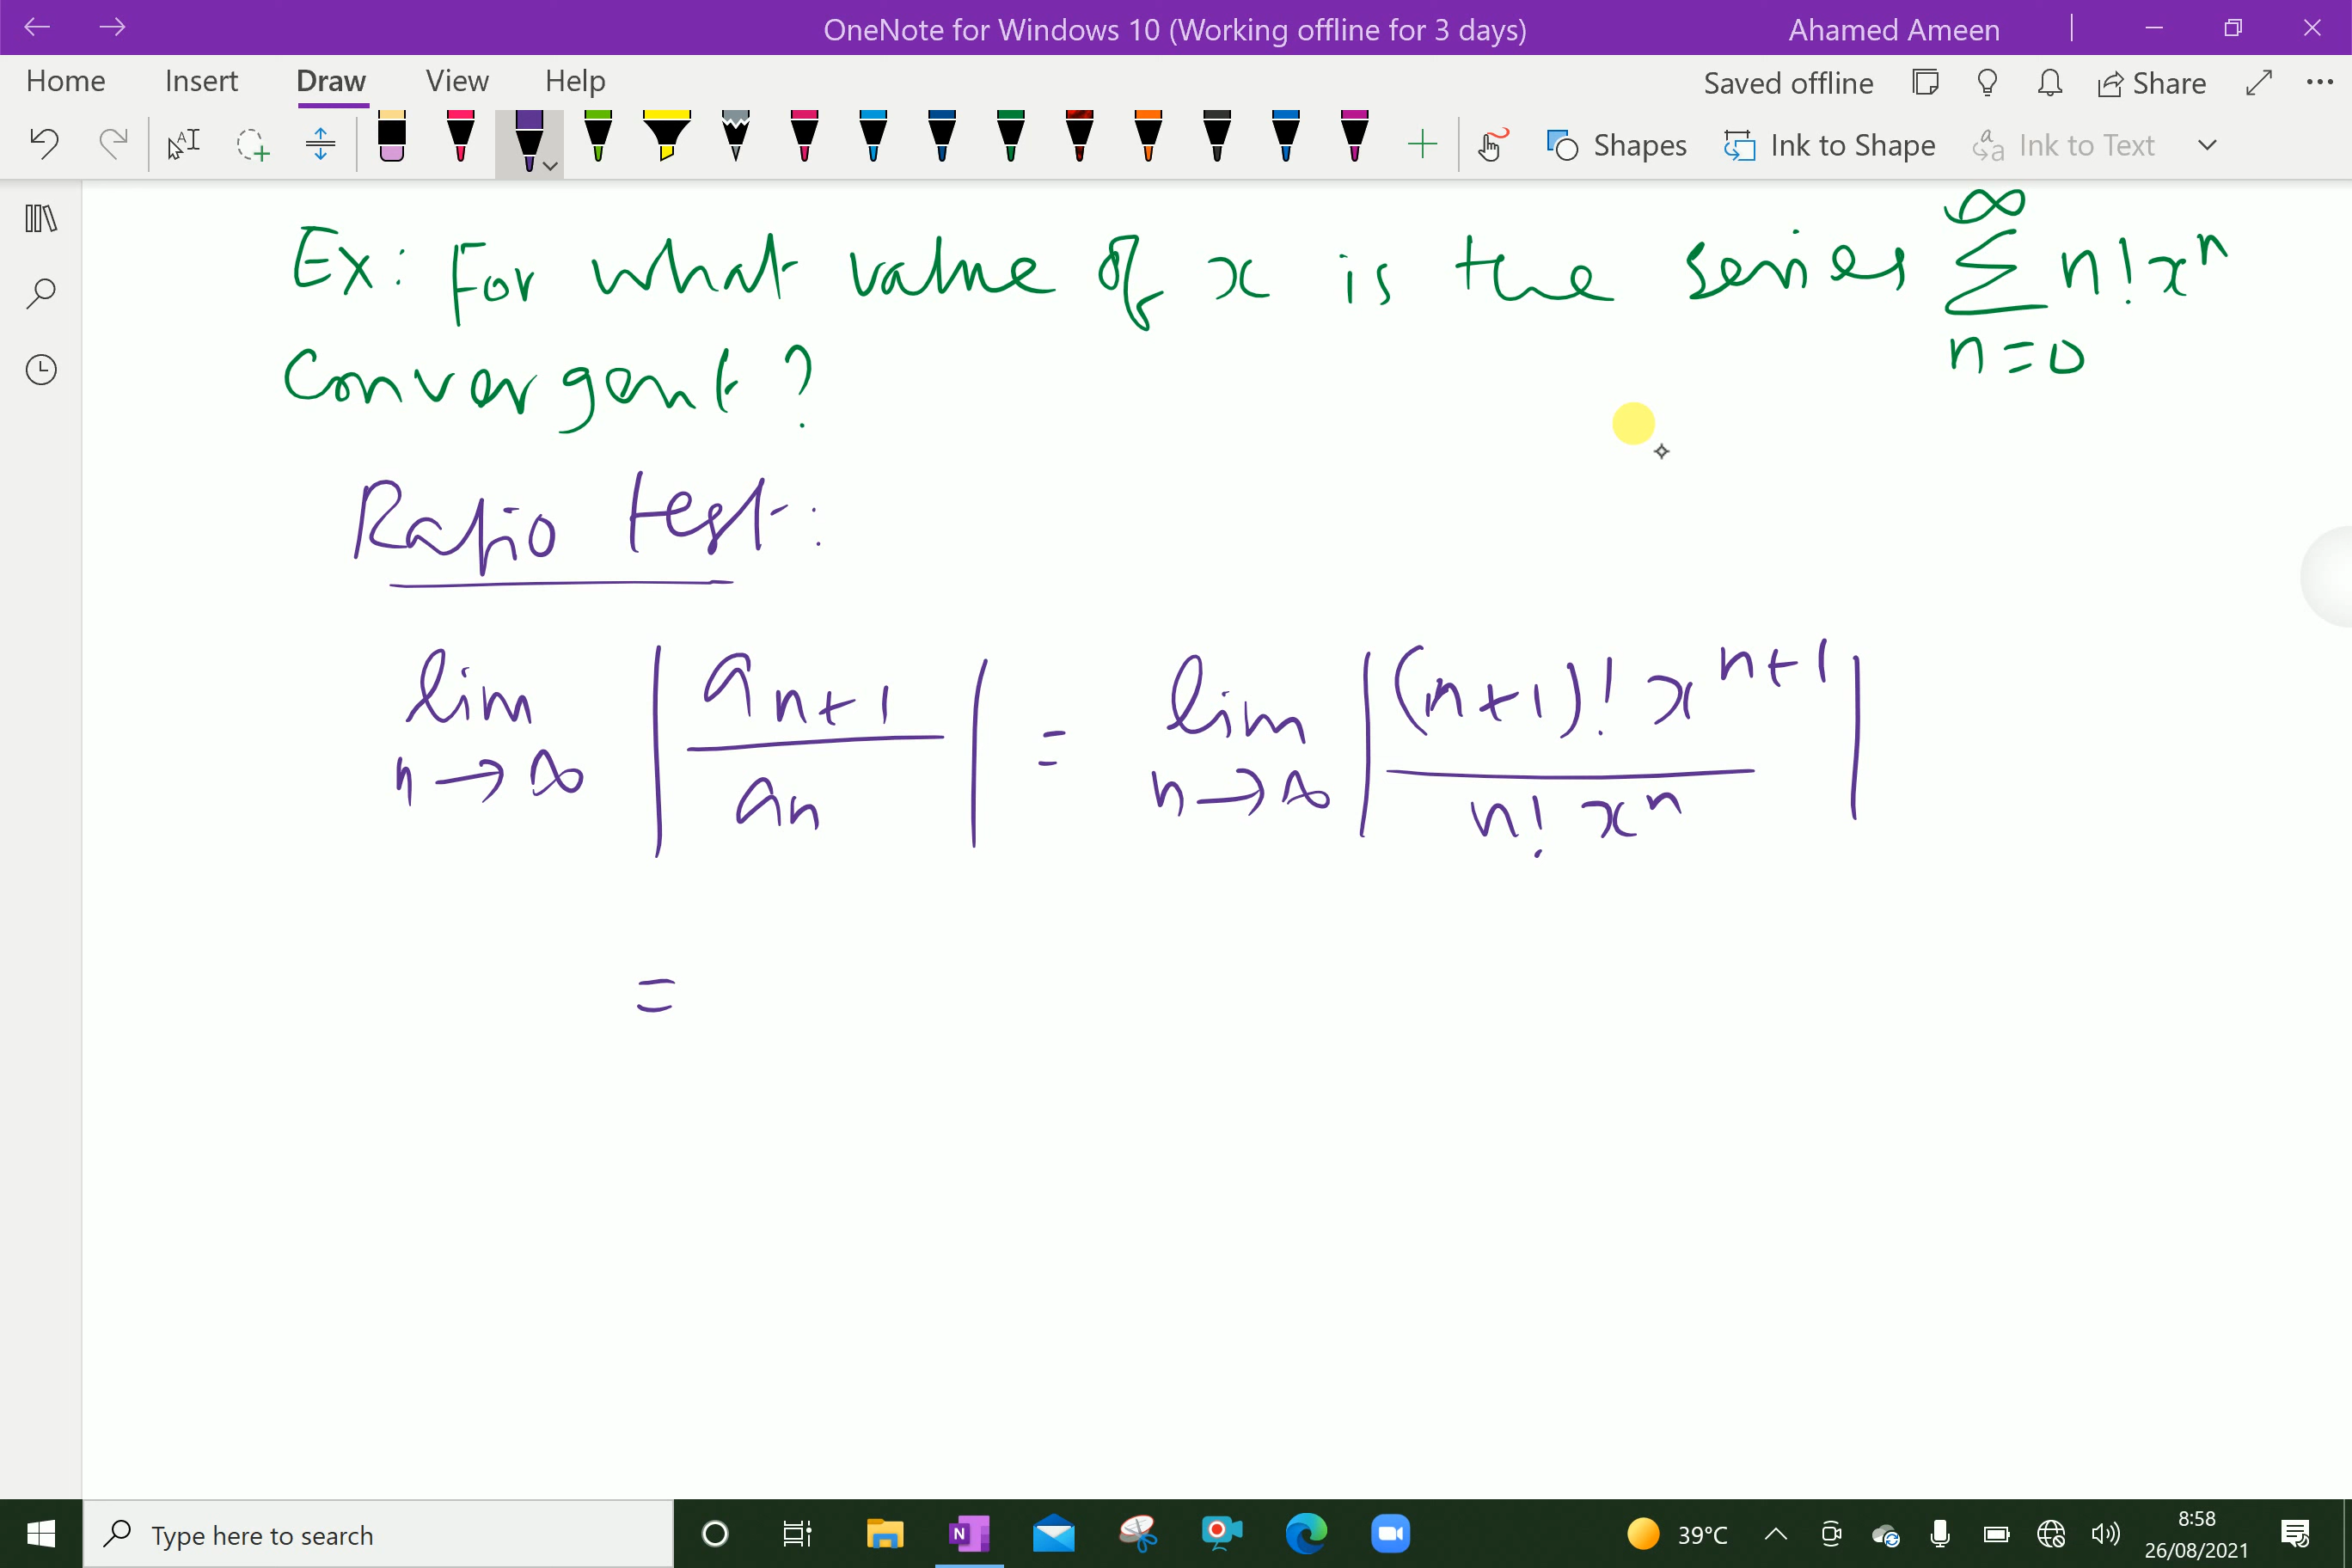 OneNote for Windows 10 (Working offline for 3 days)
Ahamed Ameen
Home Insert Draw View Help
Saved offline
Share
Shapes
Ink to Shape
Ink to Text
Ex: For what value of x is the series ∑_{n=0}^{∞} n! x^n
Convergent?
Ratio test:
lim_{n→∞} | a_{n+1} / a_n | = lim_{n→∞} | (n+1)! x^{n+1} / n! x^n |
=
Type here to search
39°C
8:58
26/08/2021